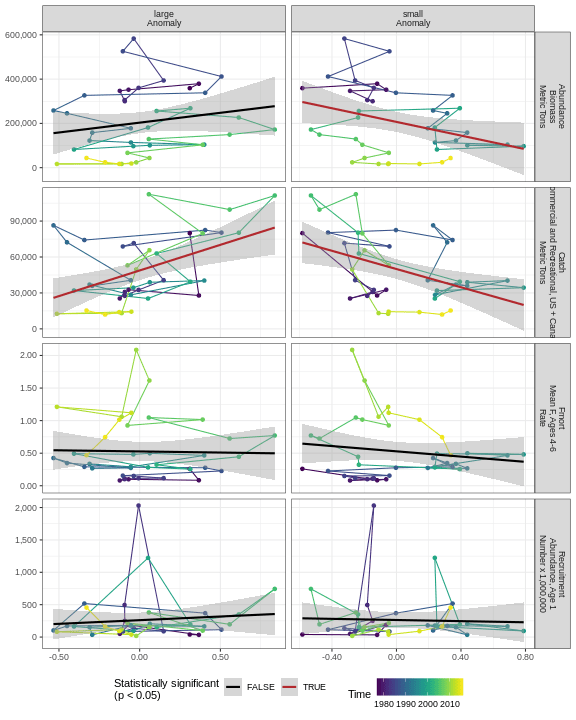 large
Anomaly
small
Anomaly
600,000
400,000
200,000
0
Abundance
Biomass
Metric Tons
90,000
60,000
30,000
0
Catch
Commercial and Recreational, US + Cana
Metric Tons
2.00
1.50
1.00
0.50
0.00
Fmort
Mean F, Ages 4-6
Rate
2,000
1,500
1,000
500
0
Recruitment
Abundance, Age 1
Number x 1,000,000
-0.50 0.00 0.50
-0.40 0.00 0.40 0.80
Statistically significant
(p < 0.05)
FALSE
TRUE
Time
1980 1990 2000 2010